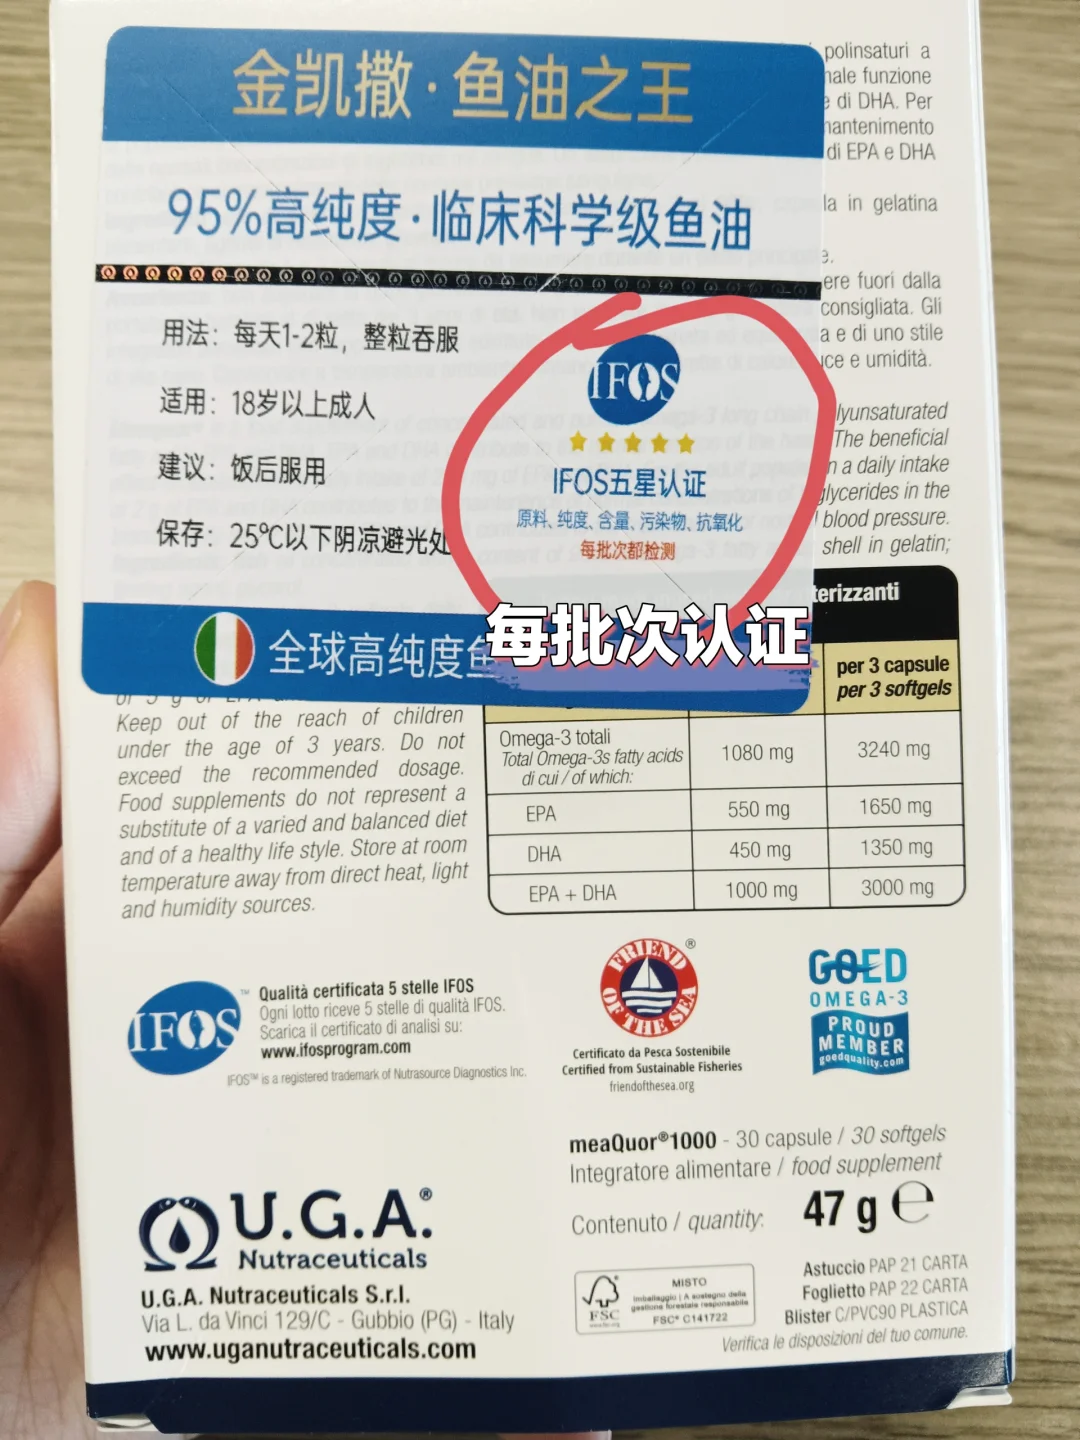 金凯撒·鱼油之王
95%高纯度·临床科学级鱼油
用法：每天1-2粒，整粒吞服
适用：18岁以上成人
建议：饭后服用
保存：25℃以下阴凉避光处
IFOS
IFOS五星认证
原料、纯度、含量、污染物、抗氧化
每批次都检测
每批次认证
全球高纯度鱼
polinsaturi a
nale funzione
e di DHA. Per
mantenimento
di EPA e DHA
la in gelatina
e.
ere fuori dalla
consigliata. Gli
a e di uno stile
uce e umidità.
lyunsaturated
The beneficial
n a daily intake
glycerides in the
blood pressure.
shell in gelatin;
Keep out of the reach of children
under the age of 3 years. Do not
exceed the recommended dosage.
Food supplements do not represent a
substitute of a varied and balanced diet
and of a healthy life style. Store at room
temperature away from direct heat, light
and humidity sources.
terizzanti
per 3 capsule
per 3 softgels
Omega-3 totali
Total Omega-3s fatty acids
di cui / of which:
1080 mg
3240 mg
EPA
550 mg
1650 mg
DHA
450 mg
1350 mg
EPA + DHA
1000 mg
3000 mg
IFOS™
Qualità certificata 5 stelle IFOS
Ogni lotto riceve 5 stelle di qualità IFOS.
Scarica il certificato di analisi su:
www.ifosprogram.com
IFOS™ is a registered trademark of Nutrasource Diagnostics Inc.
FRIEND OF THE SEA®
Certificato da Pesca Sostenibile
Certified from Sustainable Fisheries
friendofthesea.org
GOED
OMEGA-3
PROUD
MEMBER
goedquality.com
meaQuor®1000 - 30 capsule / 30 softgels
Integratore alimentare / food supplement
Contenuto / quantity: 47 g ℮
U.G.A.®
Nutraceuticals
U.G.A. Nutraceuticals S.r.l.
Via L. da Vinci 129/C - Gubbio (PG) - Italy
www.uganutraceuticals.com
FSC
MISTO
Imballaggio | A sostegno della
gestione forestale responsabile
FSC® C141722
Astuccio PAP 21 CARTA
Foglietto PAP 22 CARTA
Blister C/PVC90 PLASTICA
Verifica le disposizioni del tuo comune.